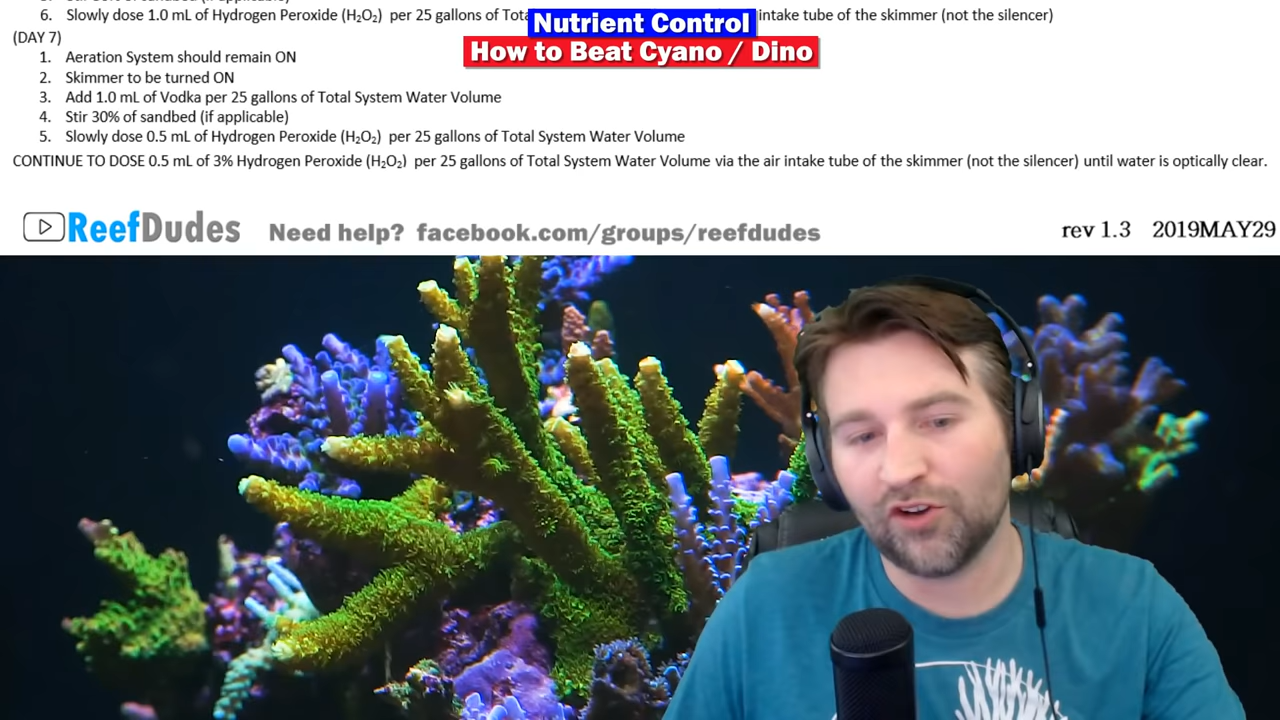 6. Slowly dose 1.0 mL of Hydrogen Peroxide (H₂O₂) per 25 gallons of intake tube of the skimmer (not the silencer)
Nutrient Control
How to Beat Cyano / Dino
(DAY 7)
1. Aeration System should remain ON
2. Skimmer to be turned ON
3. Add 1.0 mL of Vodka per 25 gallons of Total System Water Volume
4. Stir 30% of sandbed (if applicable)
5. Slowly dose 0.5 mL of Hydrogen Peroxide (H₂O₂) per 25 gallons of Total System Water Volume
CONTINUE TO DOSE 0.5 mL of 3% Hydrogen Peroxide (H₂O₂) per 25 gallons of Total System Water Volume via the air intake tube of the skimmer (not the silencer) until water is optically clear.
ReefDudes Need help? facebook.com/groups/reefdudes rev 1.3 2019MAY29